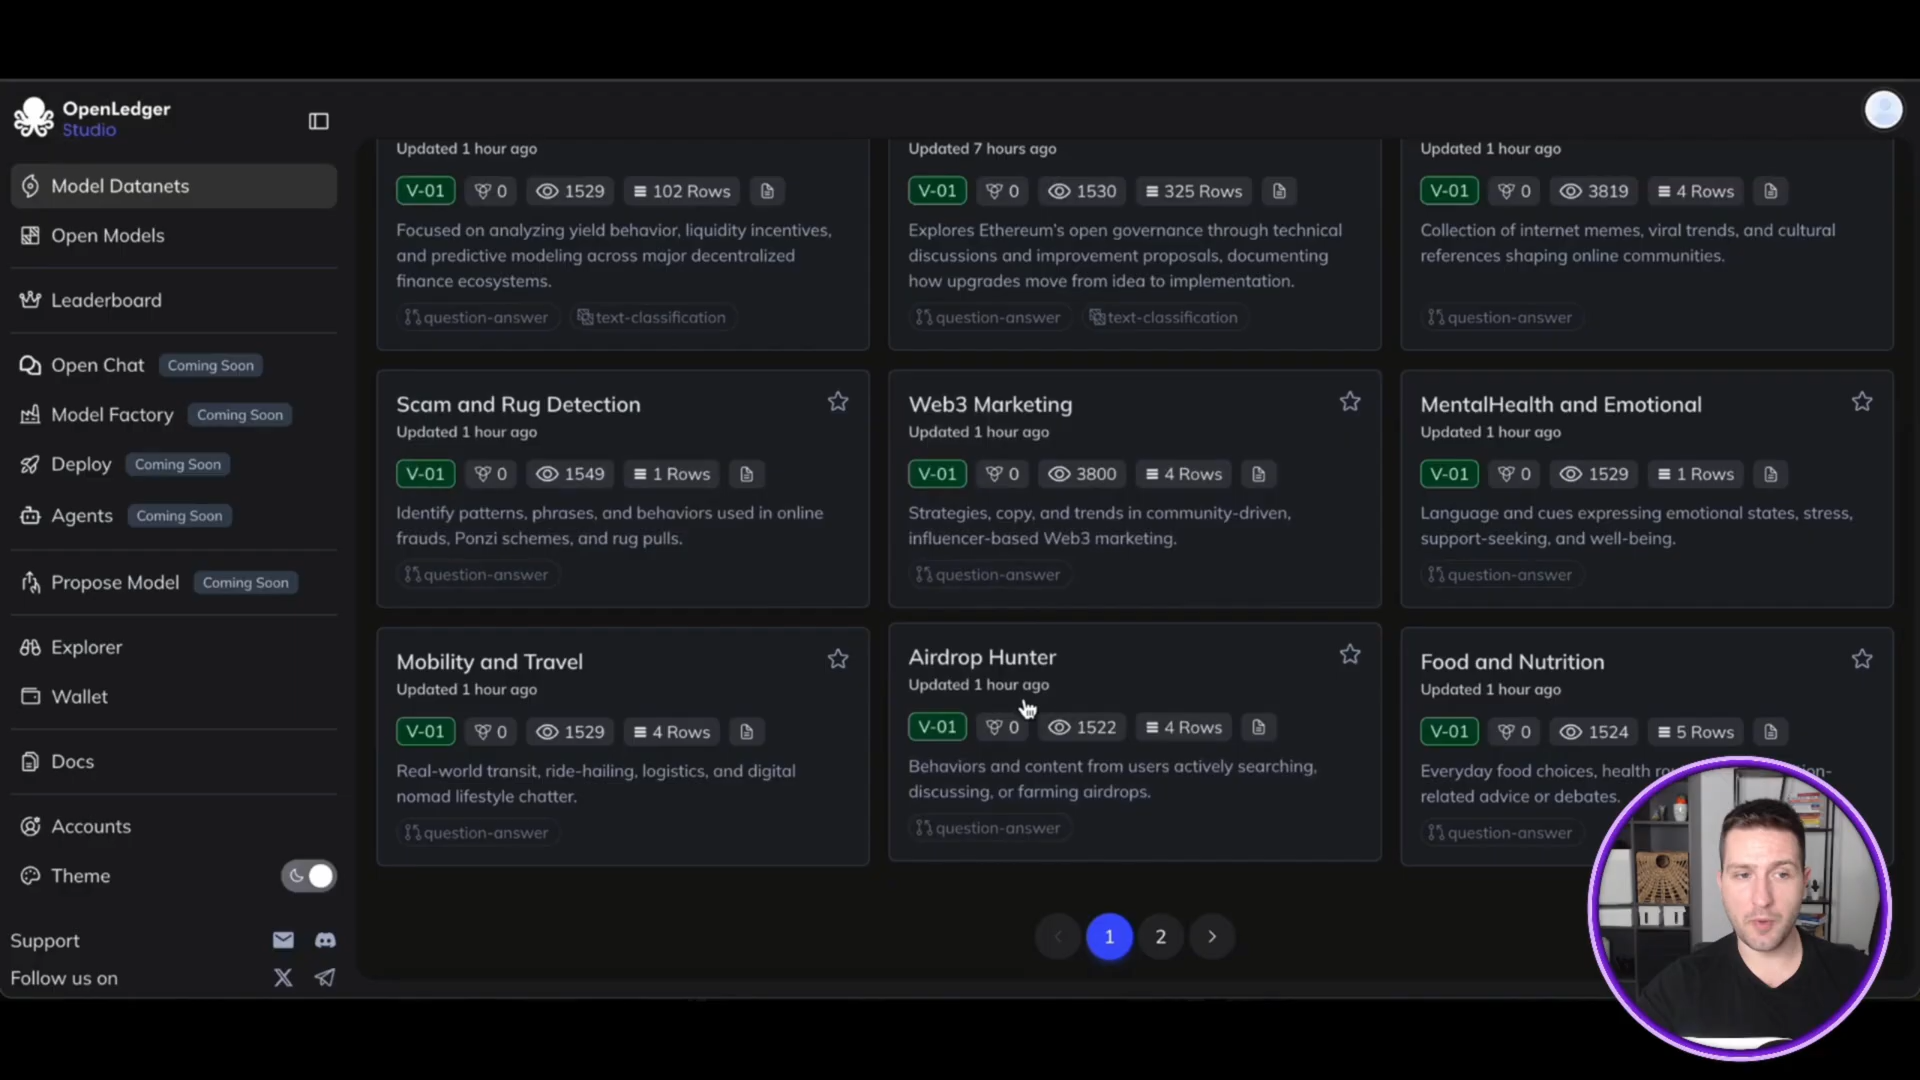 OpenLedger
Studio
Model Datanets
Open Models
Leaderboard
Open Chat Coming Soon
Model Factory Coming Soon
Deploy Coming Soon
Agents Coming Soon
Propose Model Coming Soon
Explorer
Wallet
Docs
Accounts
Theme
Support
Follow us on
Updated 1 hour ago
V-01 0 1529 102 Rows
Focused on analyzing yield behavior, liquidity incentives,
and predictive modeling across major decentralized
finance ecosystems.
question-answer text-classification
Updated 7 hours ago
V-01 0 1530 325 Rows
Explores Ethereum's open governance through technical
discussions and improvement proposals, documenting
how upgrades move from idea to implementation.
question-answer text-classification
Updated 1 hour ago
V-01 0 3819 4 Rows
Collection of internet memes, viral trends, and cultural
references shaping online communities.
question-answer
Scam and Rug Detection
Updated 1 hour ago
V-01 0 1549 1 Rows
Identify patterns, phrases, and behaviors used in online
frauds, Ponzi schemes, and rug pulls.
question-answer
Web3 Marketing
Updated 1 hour ago
V-01 0 3800 4 Rows
Strategies, copy, and trends in community-driven,
influencer-based Web3 marketing.
question-answer
MentalHealth and Emotional
Updated 1 hour ago
V-01 0 1529 1 Rows
Language and cues expressing emotional states, stress,
support-seeking, and well-being.
question-answer
Mobility and Travel
Updated 1 hour ago
V-01 0 1529 4 Rows
Real-world transit, ride-hailing, logistics, and digital
nomad lifestyle chatter.
question-answer
Airdrop Hunter
Updated 1 hour ago
V-01 0 1522 4 Rows
Behaviors and content from users actively searching,
discussing, or farming airdrops.
question-answer
Food and Nutrition
Updated 1 hour ago
V-01 0 1524 5 Rows
Everyday food choices, health
related advice or debates.
question-answer
1 2